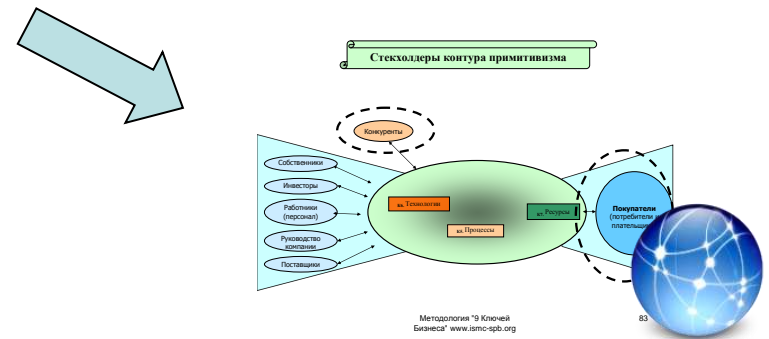 Стекхолдеры контура примитивизма
Конкуренты
Собственники
Инвесторы
Работники
(персонал)
Руководство
компании
Поставщики
Технологии
Процессы
Ресурсы
Покупатели
(потребители и
Методология "9 Ключей
Бизнеса" www.ismc-spb.org
83